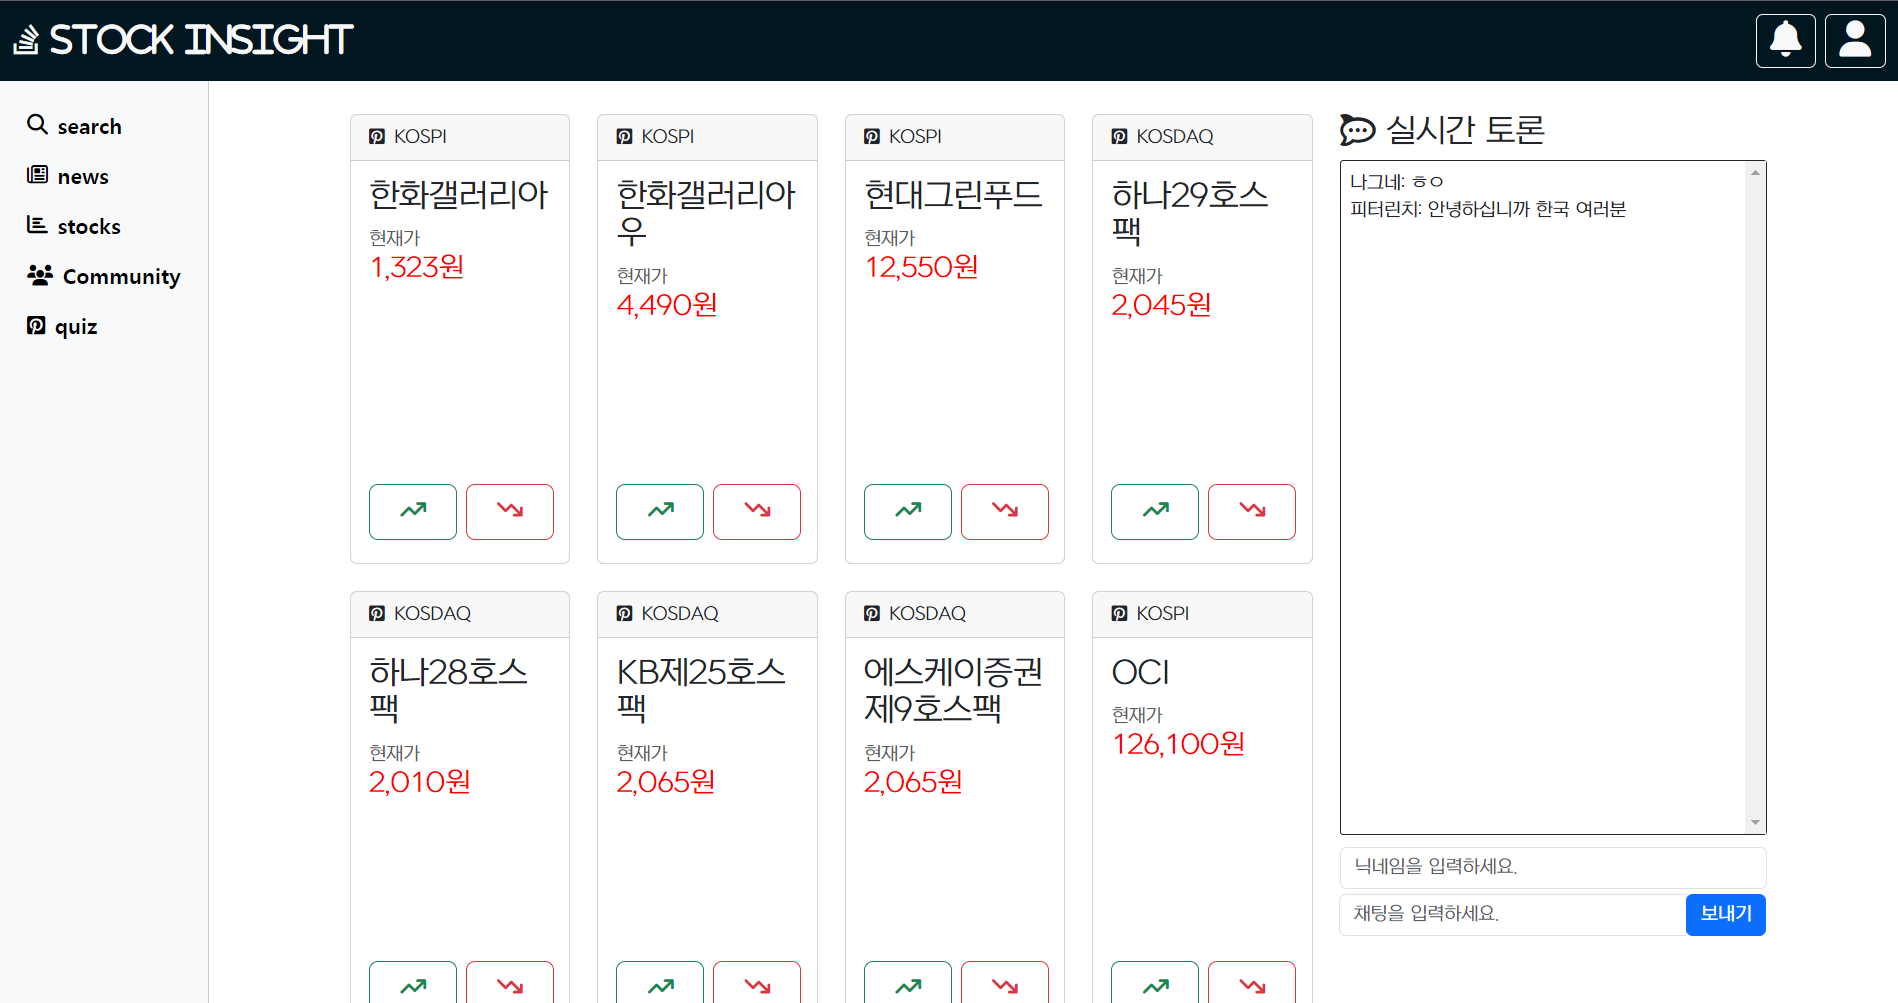 STOCK INSIGHT
search
news
stocks
Community
quiz
KOSPI
한화갤러리아
현재가
1,323원
KOSPI
한화갤러리아
우
현재가
4,490원
KOSPI
현대그린푸드
현재가
12,550원
KOSDAQ
하나29호스
팩
현재가
2,045원
KOSDAQ
하나28호스
팩
현재가
2,010원
KOSDAQ
KB제25호스
팩
현재가
2,065원
KOSDAQ
에스케이증권
제9호스팩
현재가
2,065원
KOSPI
OCI
현재가
126,100원
실시간 토론
나그네: ㅎㅇ
피터린치: 안녕하십니까 한국 여러분
닉네임을 입력하세요.
채팅을 입력하세요.
보내기